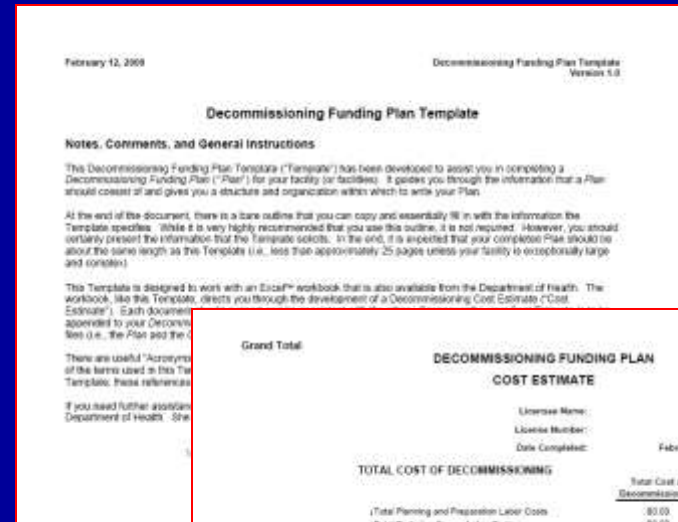 February 12, 2009
Decommissioning Funding Plan Template
Version 1.0
Decommissioning Funding Plan Template
Notes, Comments, and General Instructions
This Decommissioning Funding Plan Template ("Template") has been developed to assist you in completing a
Decommissioning Funding Plan ("Plan") for your facility (or facilities). It guides you through the information that a Plan
should consist of and gives you a structure and organization within which to write your Plan.
At the end of the document, there is a bare outline that you can copy and essentially fill in with the information the
Template specifies. While it is very highly recommended that you use this outline, it is not required. However, you should
certainly present the information that the Template solicits. In the end, it is expected that your completed Plan should be
about the same length as this Template (i.e., less than approximately 25 pages unless your facility is exceptionally large
and complex).
This Template is designed to work with an Excel™ workbook that is also available from the Department of Health. The
workbook, like this Template, directs you through the development of a Decommissioning Cost Estimate ("Cost
Estimate"). Each document
appended to your Decomm
files (i.e., the Plan and the
There are useful "Acronyms
of the terms used in this
Template, these references
If you need further assistance
Department of Health. She
Grand Total
DECOMMISSIONING FUNDING PLAN
COST ESTIMATE
Licensee Name:
License Number:
Date Completed:
Febr
TOTAL COST OF DECOMMISSIONING
Total Cost
Decommission
Total Planning and Preparation Labor Costs
$0.00